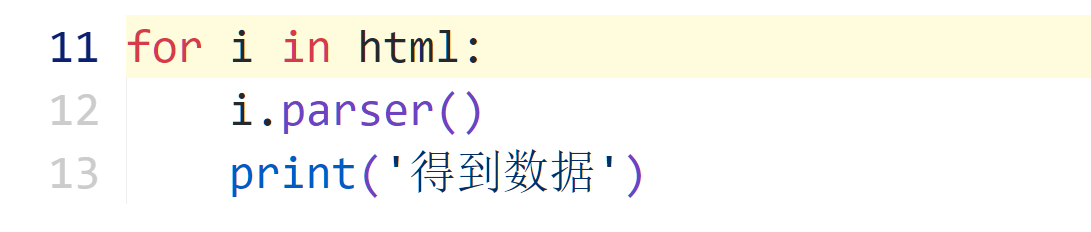 11 for i in html:
12     i.parser()
13     print('得到数据')